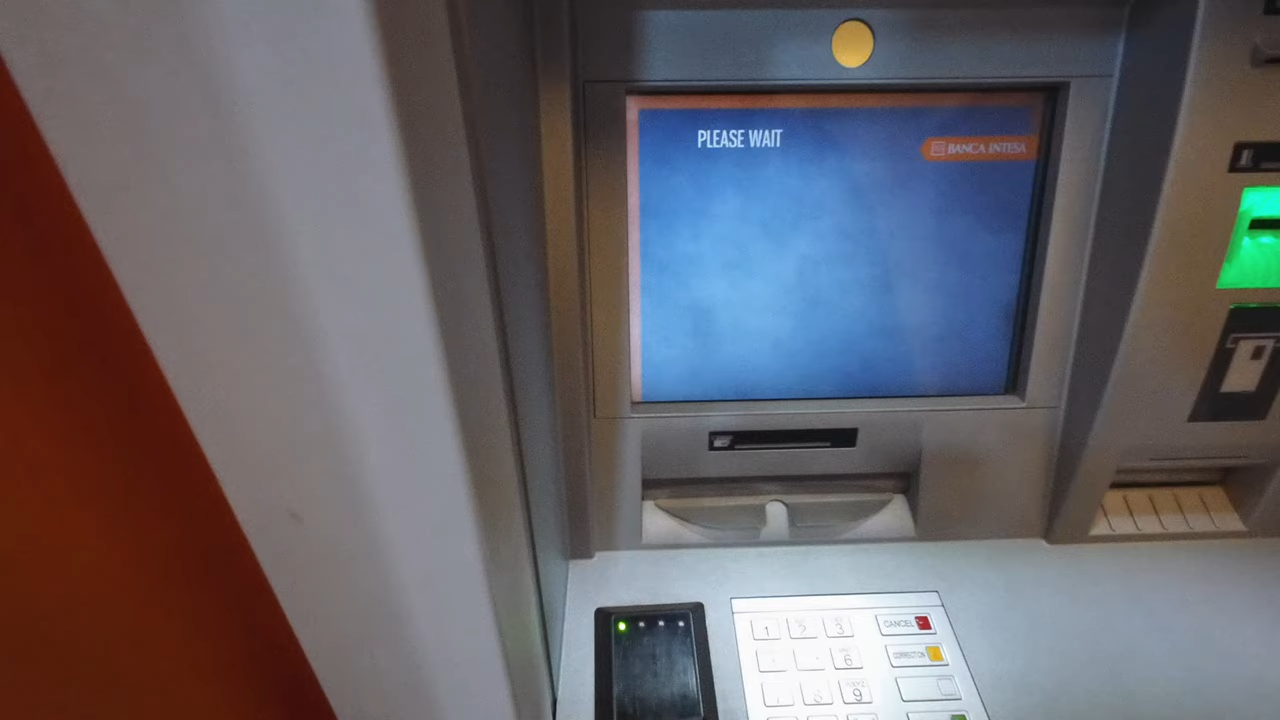 PLEASE WAIT
BANCA INTESA
1 2 3 CANCEL
6 CORRECTION
9